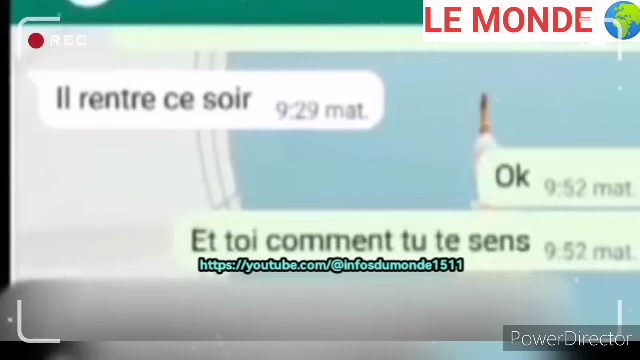 LE MONDE
REC
Il rentre ce soir
9:29 mat.
Ok
9:52 mat.
Et toi comment tu te sens
9:52 mat.
https://youtube.com/@infosdumonde1511
PowerDirector